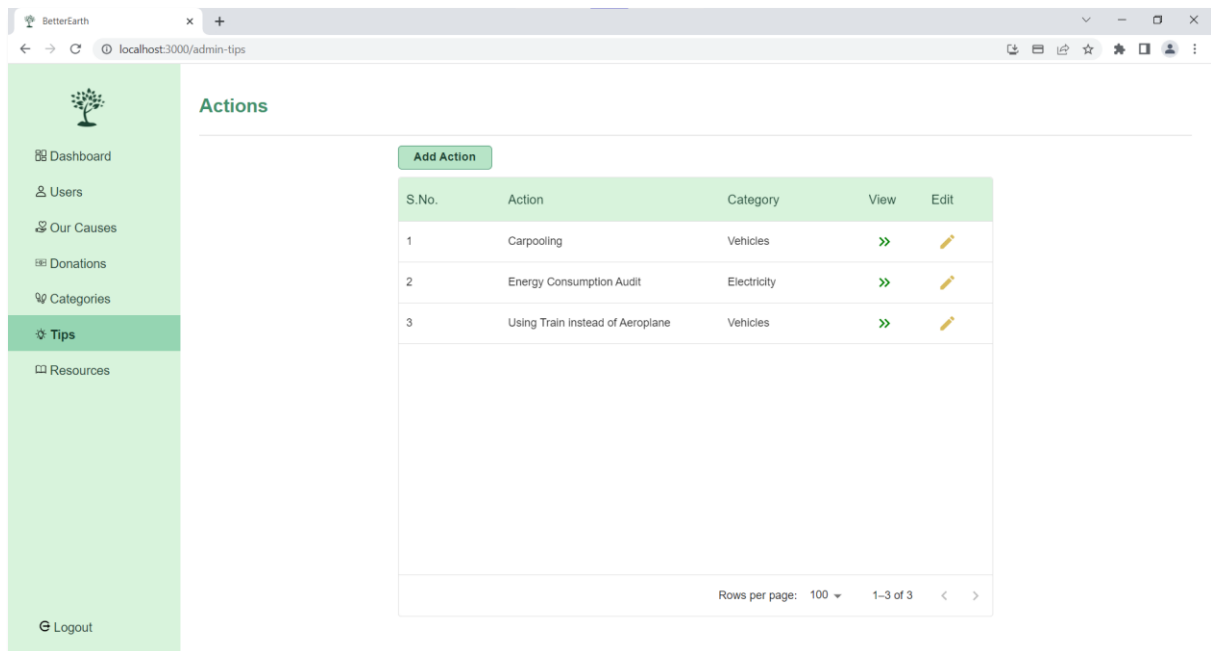 BetterEarth
localhost:3000/admin-tips
Actions
Dashboard
Users
Our Causes
Donations
Categories
Tips
Resources
Logout
Add Action
S.No. Action Category View Edit
1 Carpooling Vehicles
2 Energy Consumption Audit Electricity
3 Using Train instead of Aeroplane Vehicles
Rows per page: 100 1–3 of 3